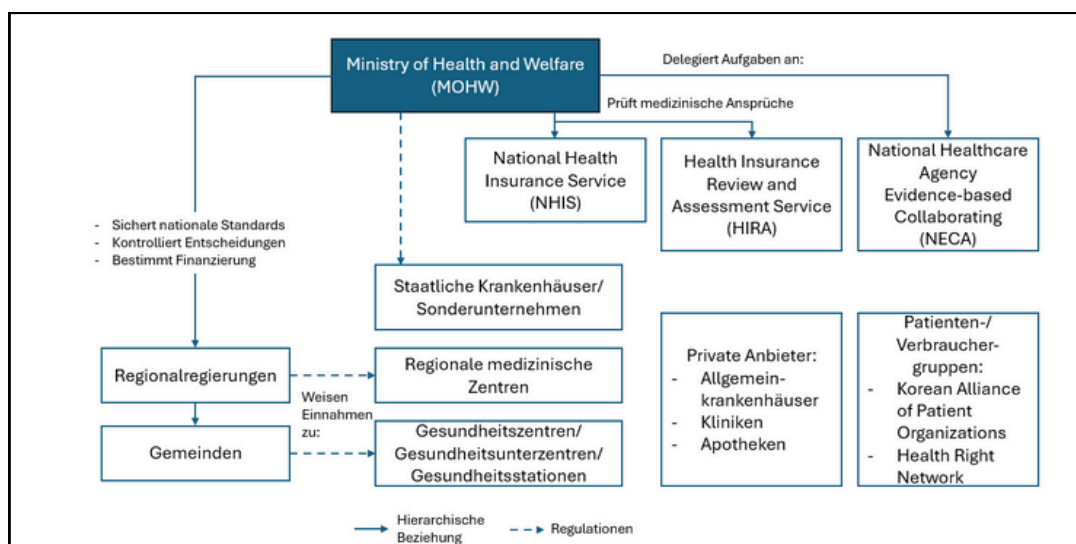 Ministry of Health and Welfare
(MOHW)
Delegiert Aufgaben an:
Prüft medizinische Ansprüche
National Health
Insurance Service
(NHIS)
Health Insurance
Review and
Assessment Service
(HIRA)
National Healthcare
Agency
Evidence-based
Collaborating
(NECA)
- Sichert nationale Standards
- Kontrolliert Entscheidungen
- Bestimmt Finanzierung
Staatliche Krankenhäuser/
Sonderunternehmen
Regionalregierungen
Weisen
Einnahmen
zu:
Regionale medizinische
Zentren
Gemeinden
Gesundheitszentren/
Gesundheitsunterzentren/
Gesundheitsstationen
Private Anbieter:
- Allgemein-
krankenhäuser
- Kliniken
- Apotheken
Patienten-/
Verbraucher-
gruppen:
- Korean Alliance
of Patient
Organizations
- Health Right
Network
Hierarchische
Beziehung
Regulationen